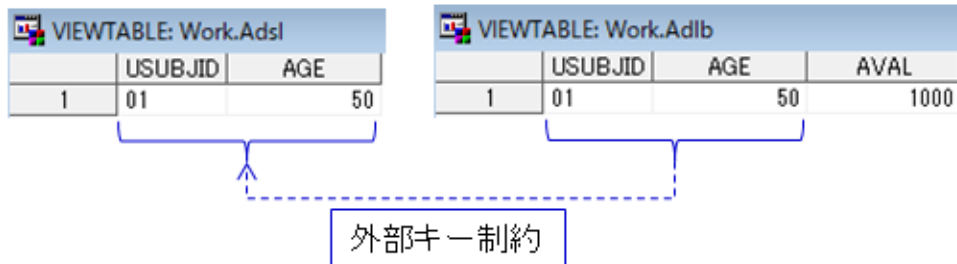 VIEWTABLE: Work.Adsl
USUBJID AGE
1 01 50
VIEWTABLE: Work.Adlb
USUBJID AGE AVAL
1 01 50 1000
外部キー制約